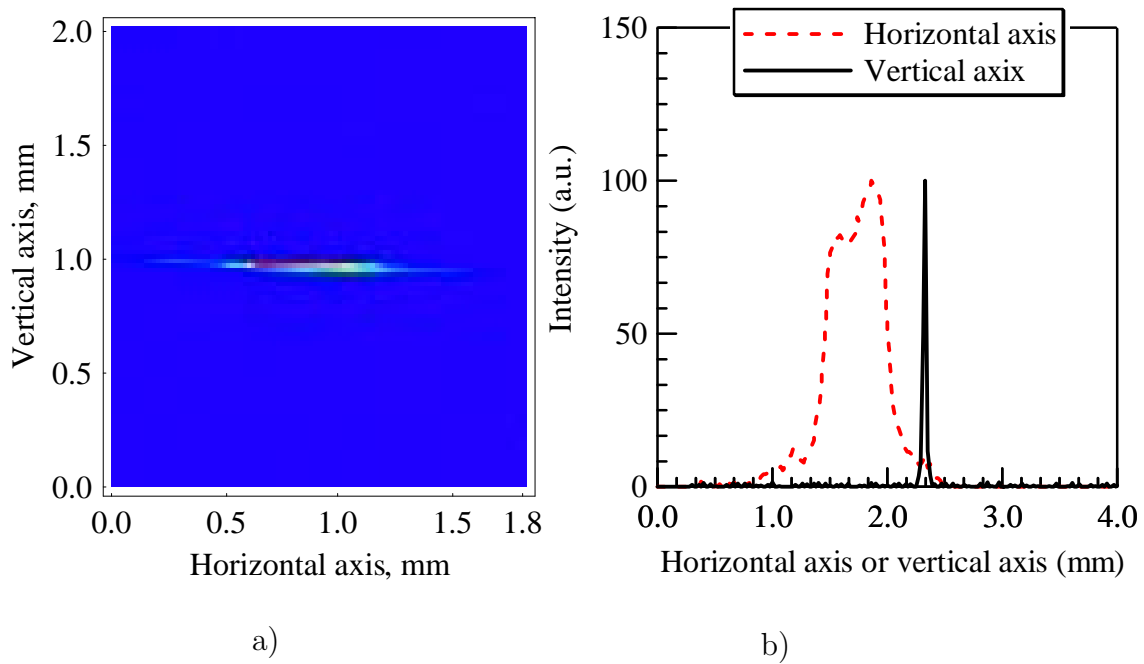 2.0
1.5
1.0
0.5
0.0
Vertical axis, mm
0.0
0.5
1.0
1.5
1.8
Horizontal axis, mm
a)
Horizontal axis
Vertical axix
150
100
50
0
Intensity (a.u.)
0.0
1.0
2.0
3.0
4.0
Horizontal axis or vertical axis (mm)
b)